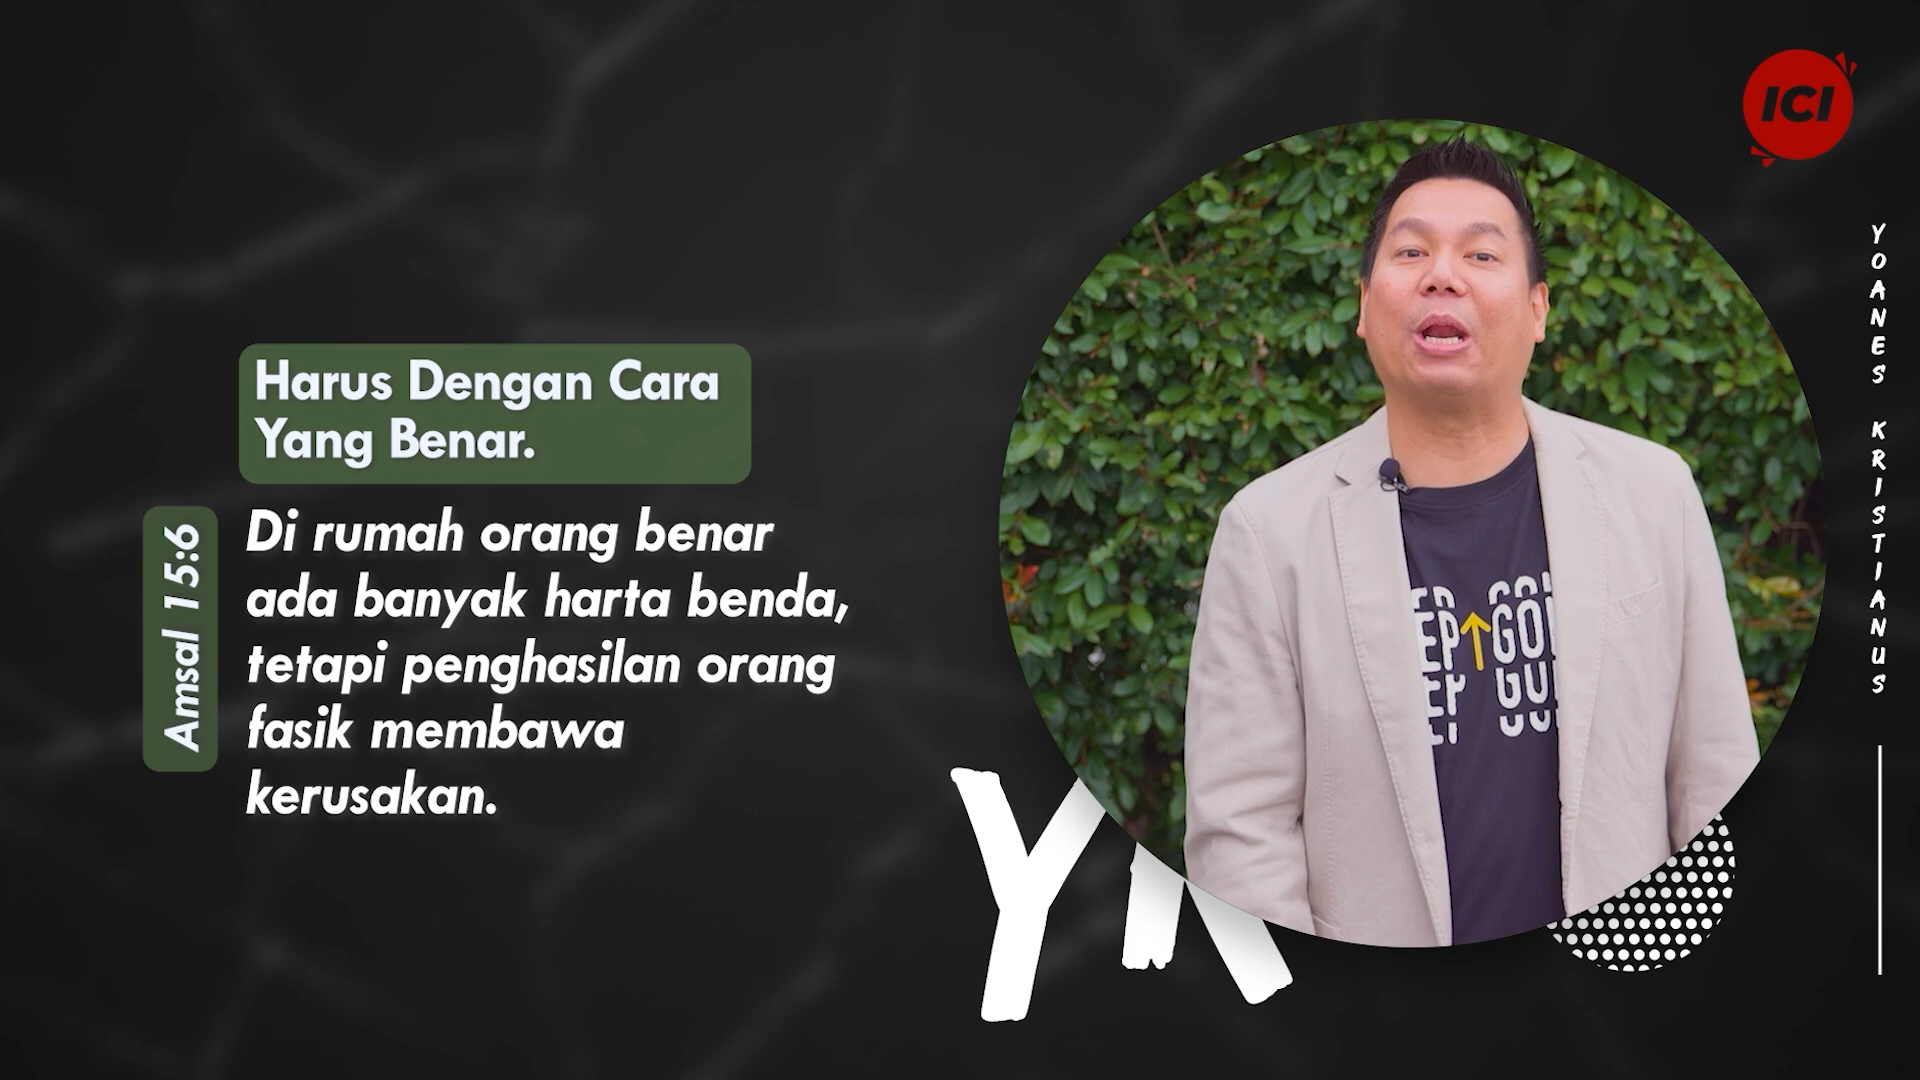 ICI
YOANES KRISTIANUS
Harus Dengan Cara
Yang Benar.
Amsal 15:6
Di rumah orang benar
ada banyak harta benda,
tetapi penghasilan orang
fasik membawa
kerusakan.